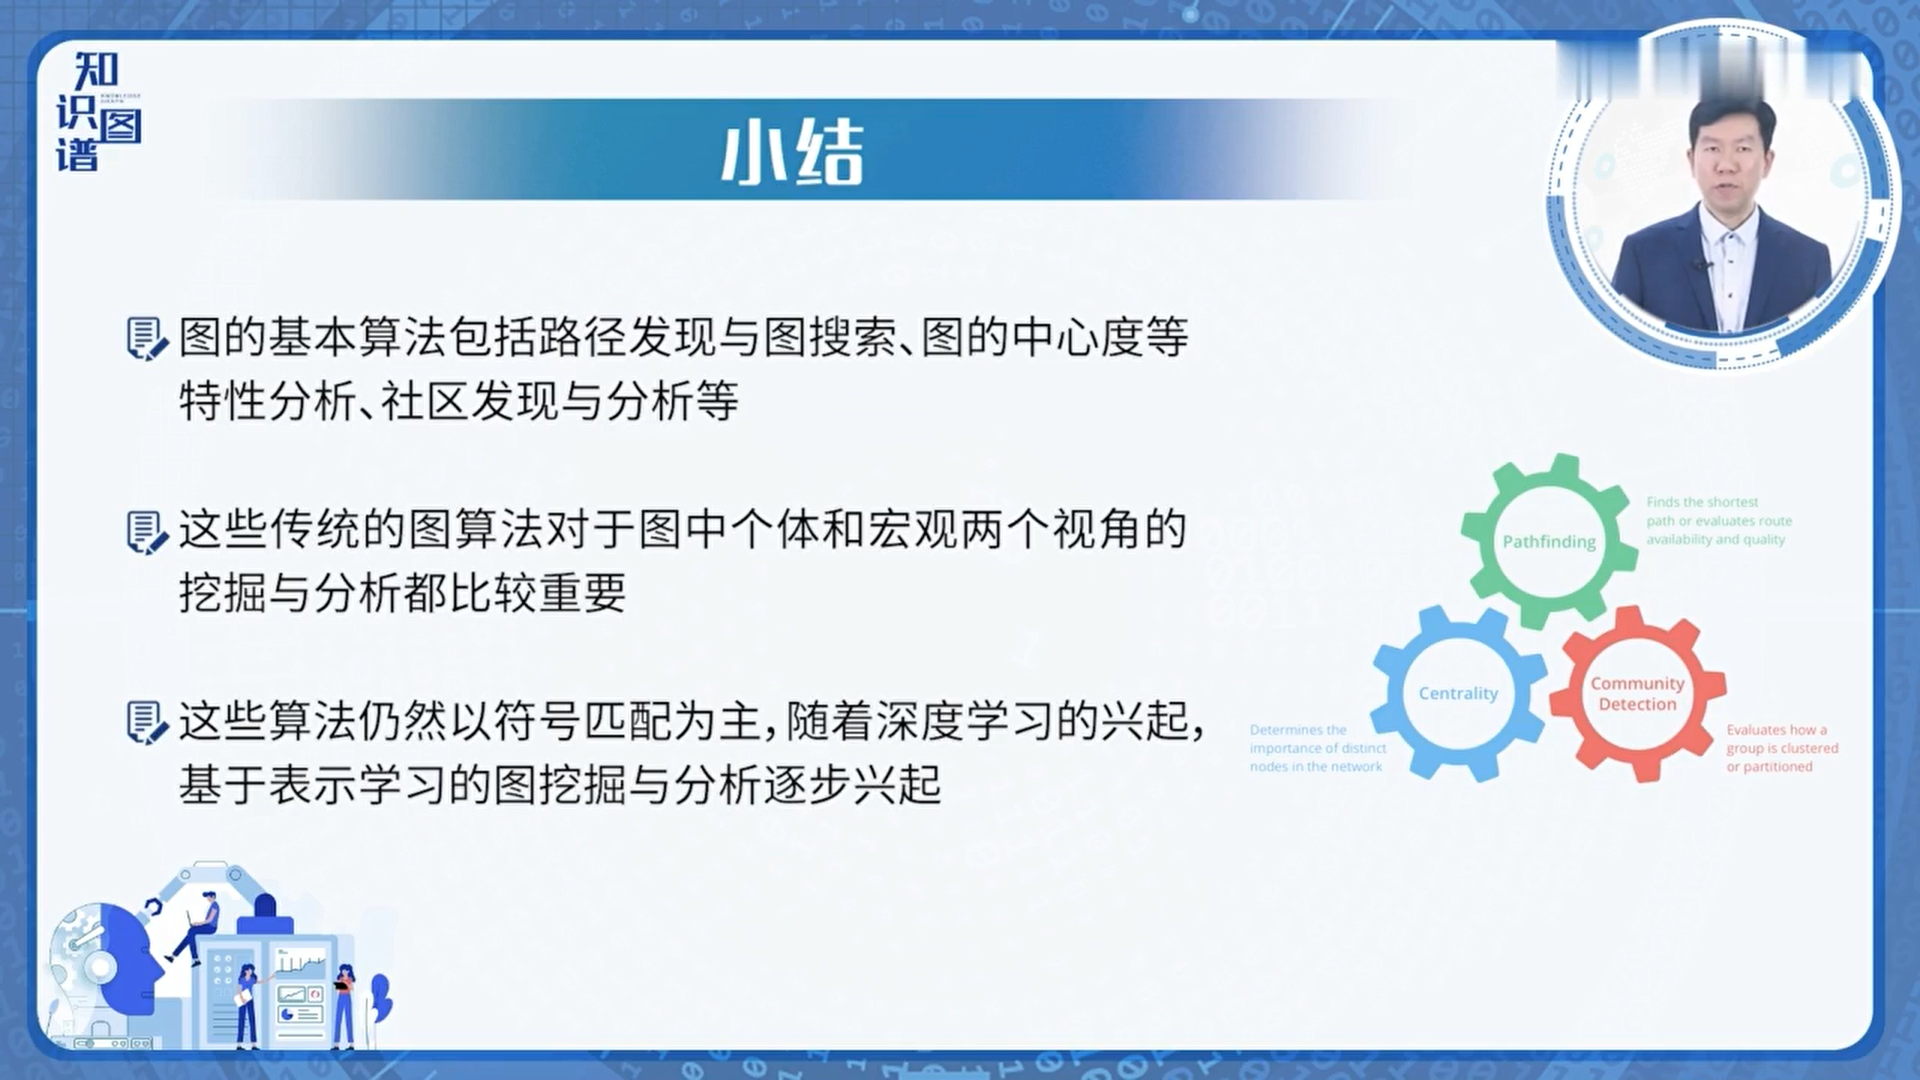 知
识图
谱
小结
图的基本算法包括路径发现与图搜索、图的中心度等
特性分析、社区发现与分析等
这些传统的图算法对于图中个体和宏观两个视角的
挖掘与分析都比较重要
这些算法仍然以符号匹配为主,随着深度学习的兴起,
基于表示学习的图挖掘与分析逐步兴起
Pathfinding
Finds the shortest
path or evaluates route
availability and quality
Centrality
Determines the
importance of distinct
nodes in the network
Community
Detection
Evaluates how a
group is clustered
or partitioned